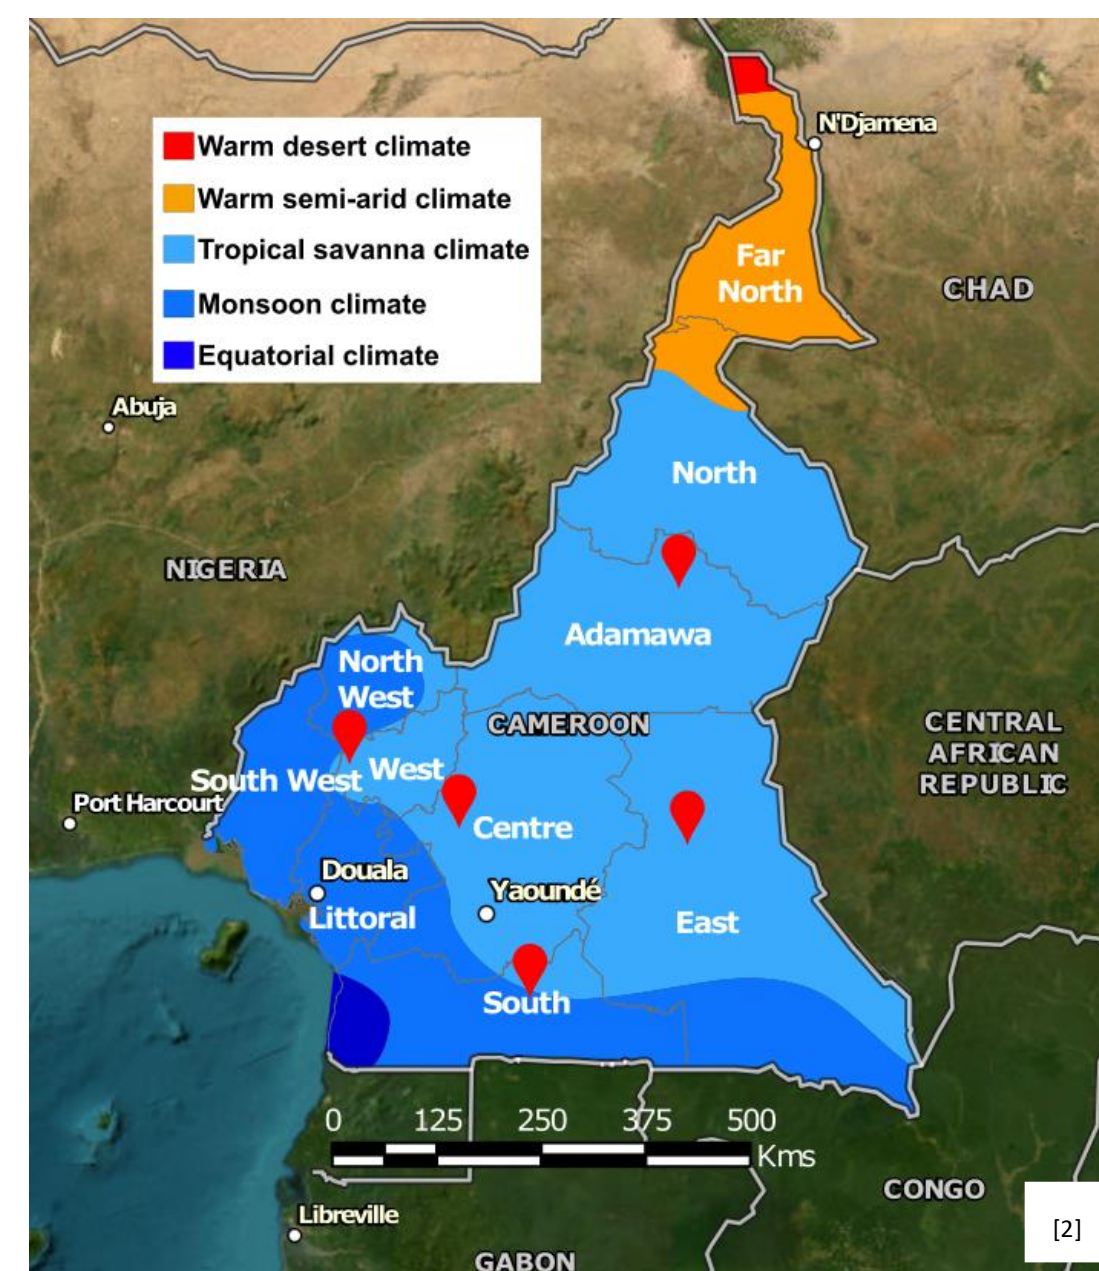 N'Djamena
Warm desert climate
Warm semi-arid climate
Tropical savanna climate
Monsoon climate
Equatorial climate
Far
North
CHAD
Abuja
North
NIGERIA
Adamawa
North
West
CAMEROON
CENTRAL
AFRICAN
REPUBLIC
South West
West
Port Harcourt
Centre
Douala
Yaoundé
Littoral
East
South
0 125 250 375 500
Kms
CONGO
Libreville
[2]
GABON